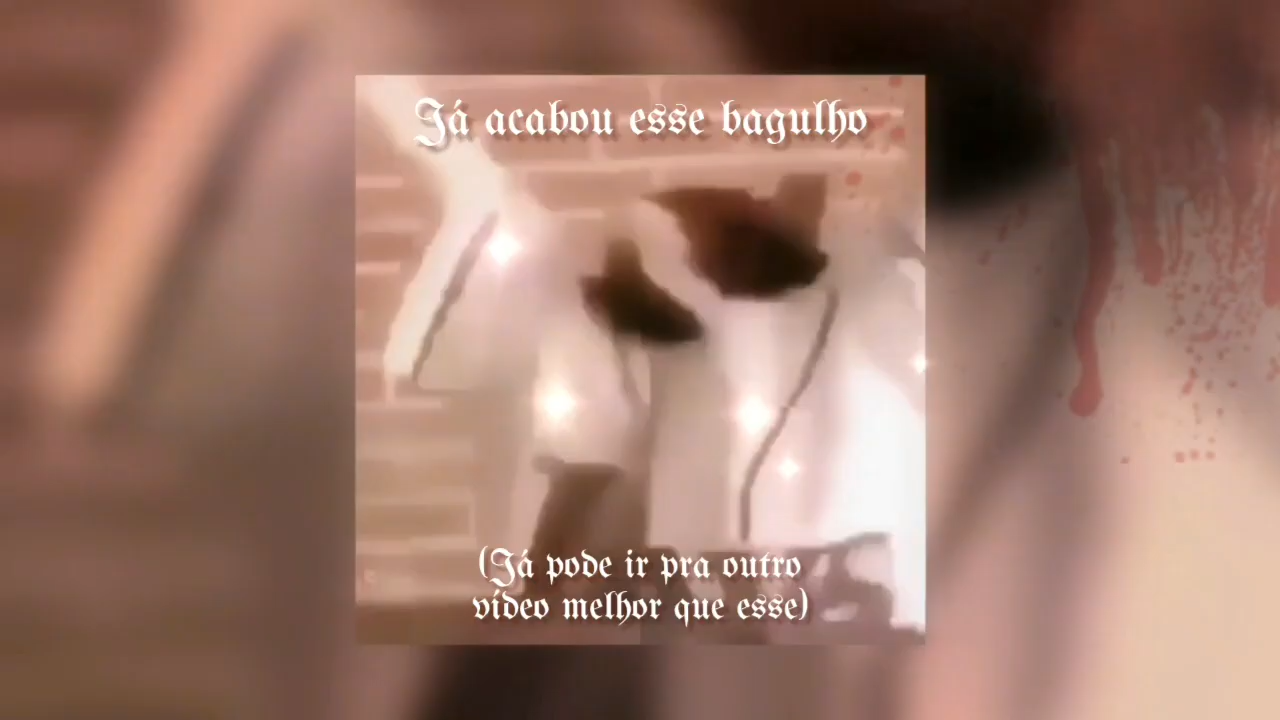 Já acabou esse bagulho
(Já pode ir pra outro
vídeo melhor que esse)